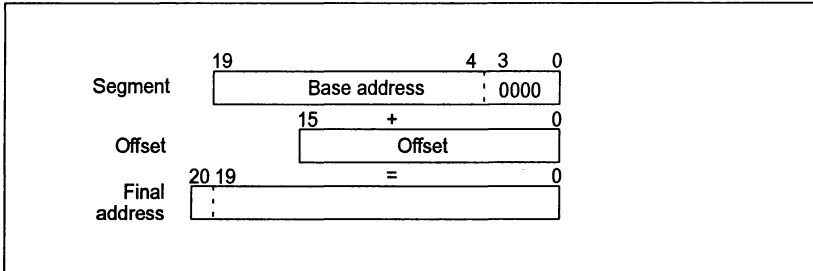 19 4 3 0
Segment Base address 0000
15 + 0
Offset Offset
20 19 = 0
Final
address